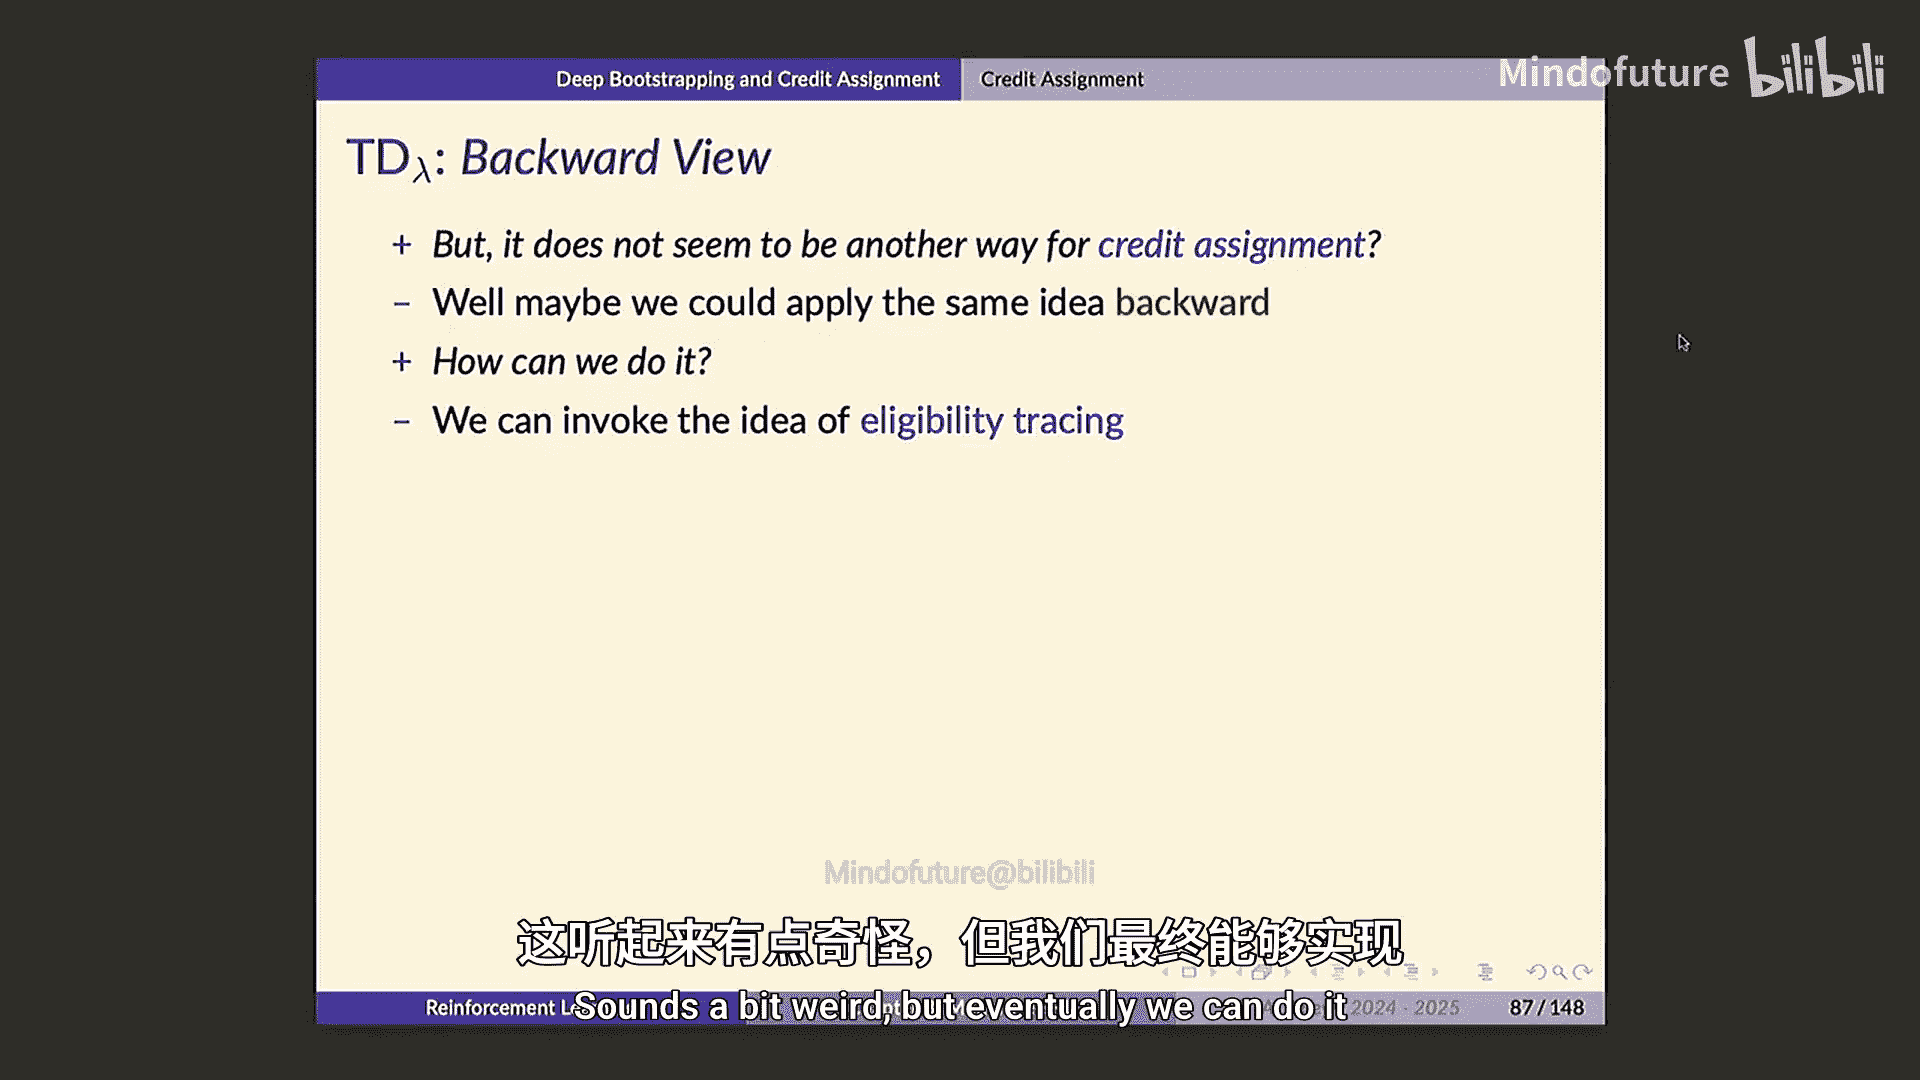 Deep Bootstrapping and Credit Assignment
Credit Assignment
Mindofuture bilibili
TDλ: Backward View
+ But, it does not seem to be another way for credit assignment?
– Well maybe we could apply the same idea backward
+ How can we do it?
– We can invoke the idea of eligibility tracing
Mindofuture@bilibili
这听起来有点奇怪，但我们最终能够实现
Sounds a bit weird, but eventually we can do it
Reinforcement
2024 - 2025
87 / 148